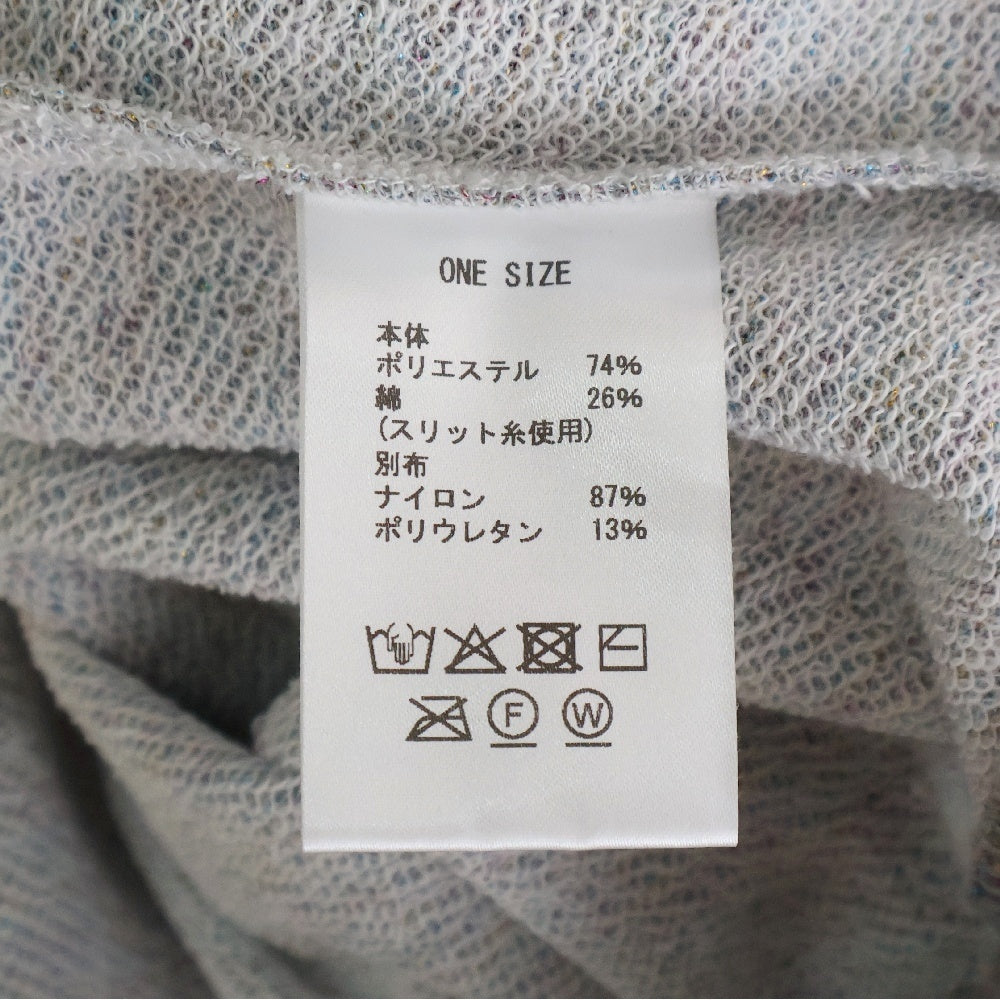 ONE SIZE
本体
ポリエステル 74%
綿 26%
(スリット糸使用)
別布
ナイロン 87%
ポリウレタン 13%
F W